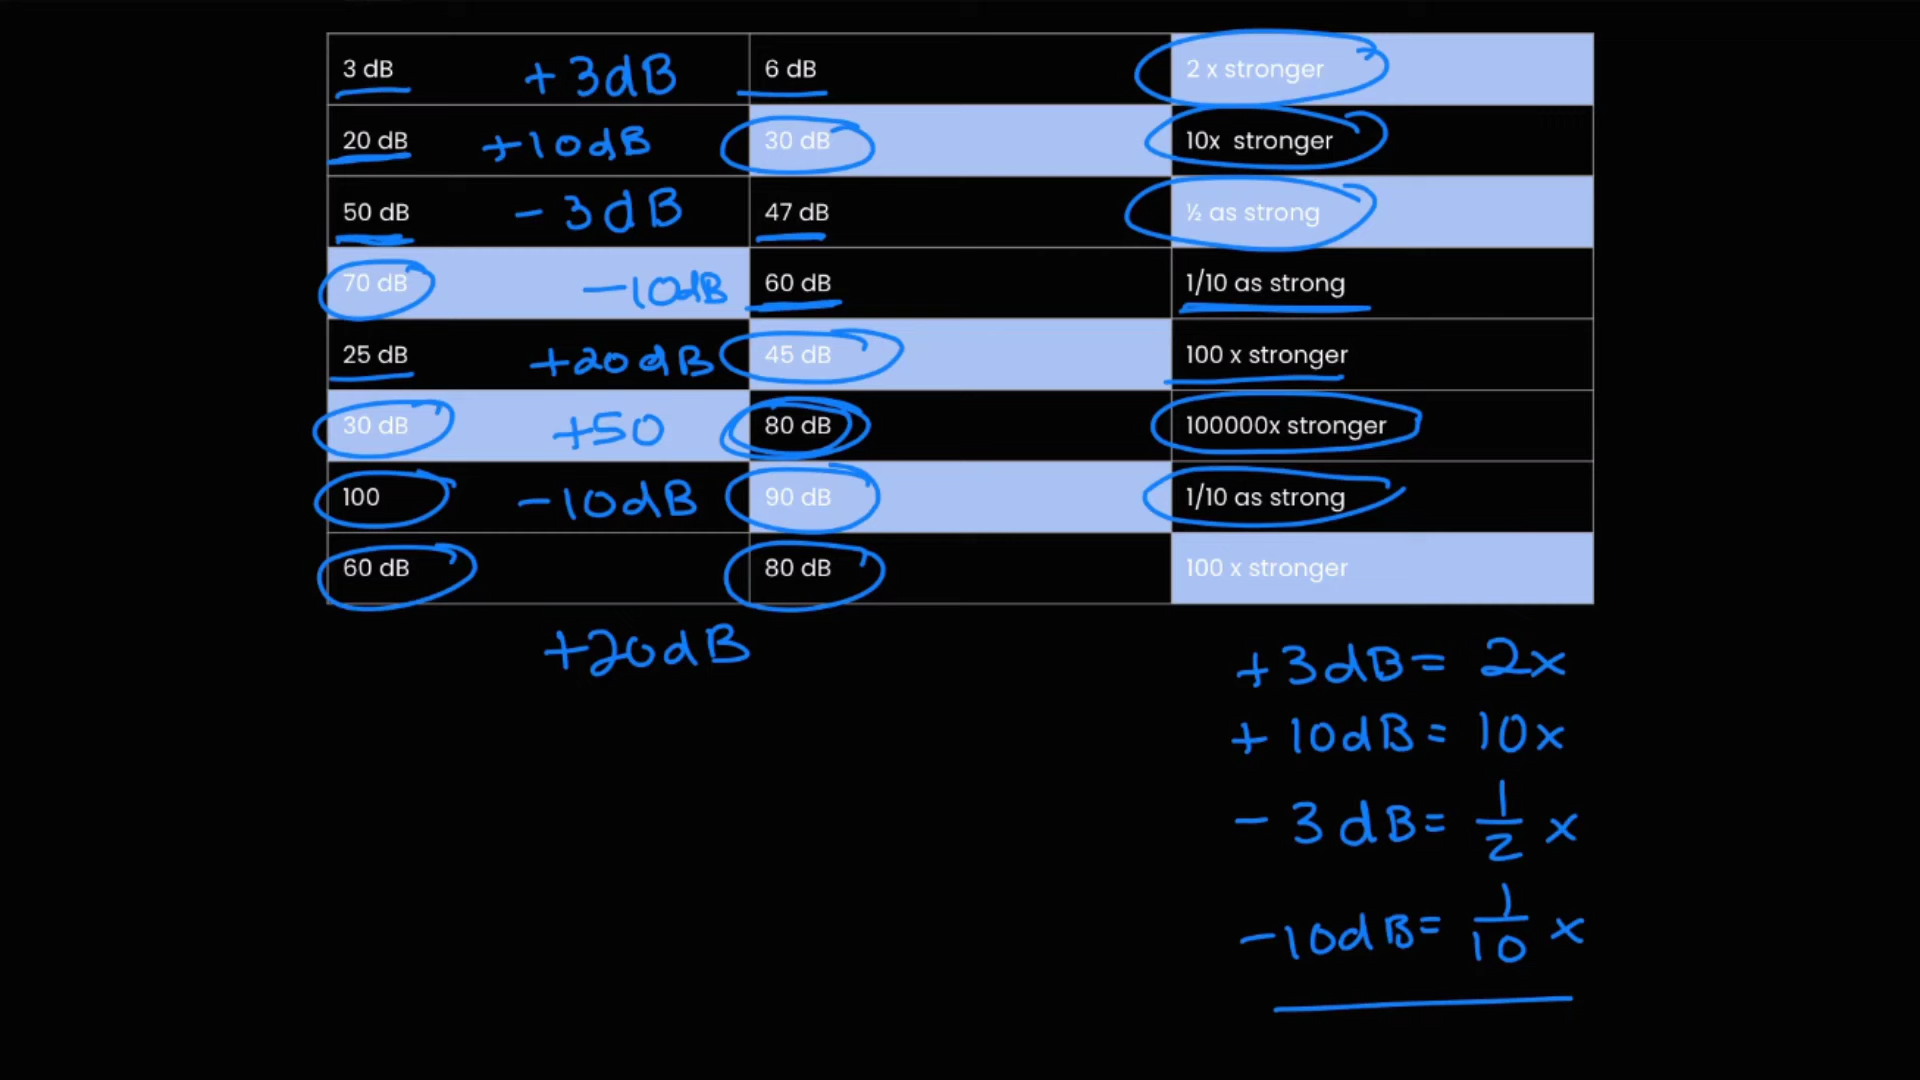 3 dB +3dB 6 dB 2 x stronger
20 dB +10dB 30 dB 10x stronger
50 dB -3dB 47 dB ½ as strong
70 dB -10dB 60 dB 1/10 as strong
25 dB +20dB 45 dB 100 x stronger
30 dB +50 80 dB 100000x stronger
100 -10dB 90 dB 1/10 as strong
60 dB 80 dB 100 x stronger
+20dB
+3dB= 2x
+10dB= 10x
-3dB= 1/2 x
-10dB= 1/10 x